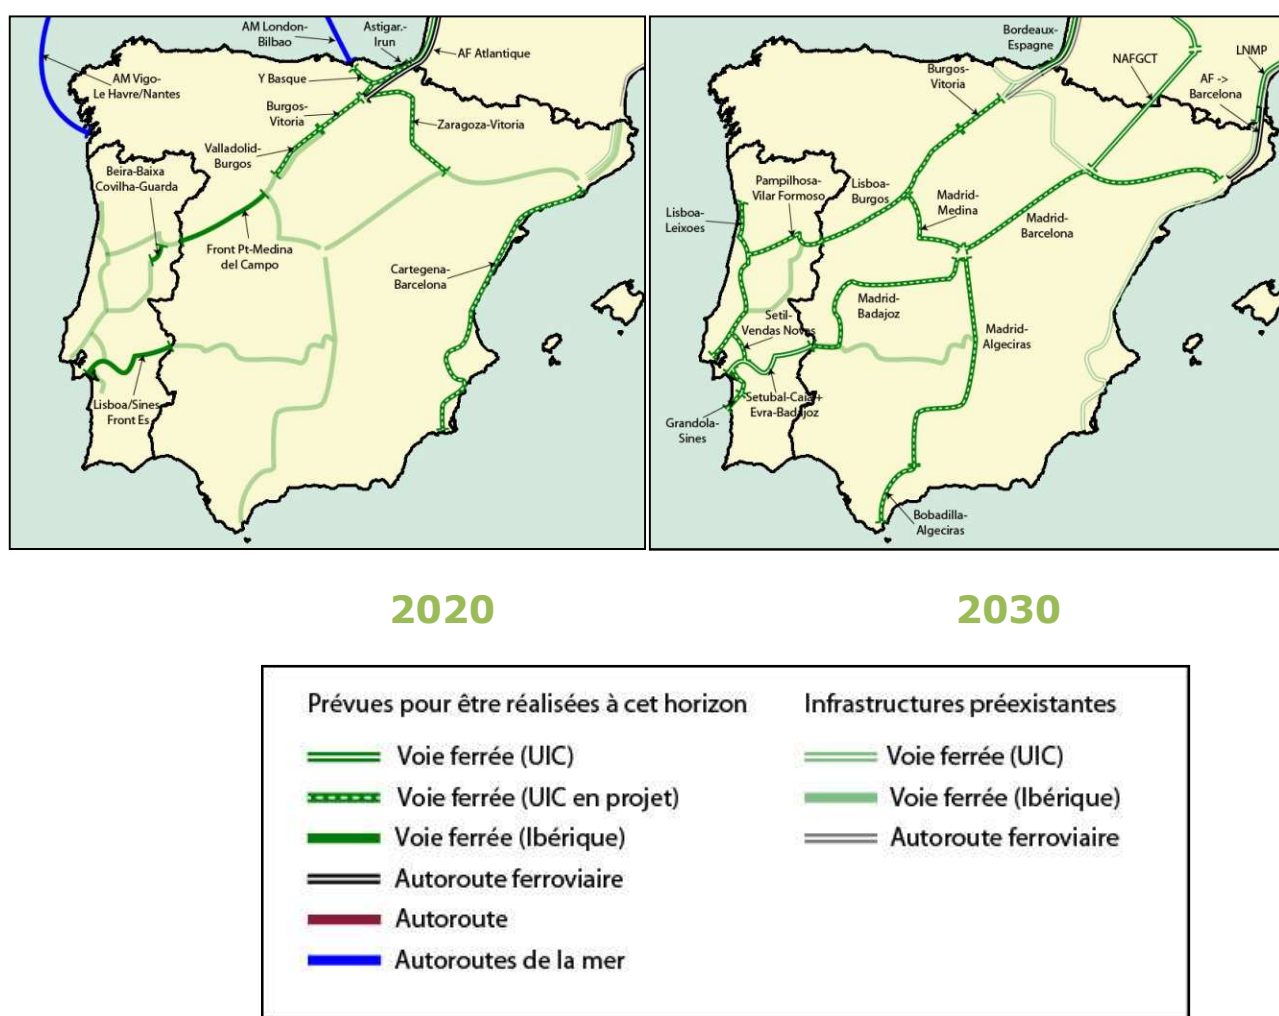 AM London-
Bilbao
Astigar.-
Irun
AF Atlantique
AM Vigo-
Le Havre/Nantes
Y Basque
Burgos-
Vitoria
Zaragoza-Vitoria
Valladolid-
Burgos
Beira-Baixa
Covilha-Guarda
Front Pt-Medina
del Campo
Cartegena-
Barcelona
Lisboa/Sines
Front Es
Bordeaux-
Espagne
LNMP
NAFGCT
AF ->
Barcelona
Burgos-
Vitoria
Pampilhosa-
Vilar Formoso
Lisboa-
Burgos
Madrid-
Medina
Lisboa-
Leixoes
Madrid-
Barcelona
Madrid-
Badajoz
Setil-
Vendas Novas
Madrid-
Algeciras
Setubal-Caia+
Evra-Badajoz
Grandola-
Sines
Bobadilla-
Algeciras
2020
2030
Prévues pour être réalisées à cet horizon
Voie ferrée (UIC)
Voie ferrée (UIC en projet)
Voie ferrée (Ibérique)
Autoroute ferroviaire
Autoroute
Autoroutes de la mer
Infrastructures préexistantes
Voie ferrée (UIC)
Voie ferrée (Ibérique)
Autoroute ferroviaire